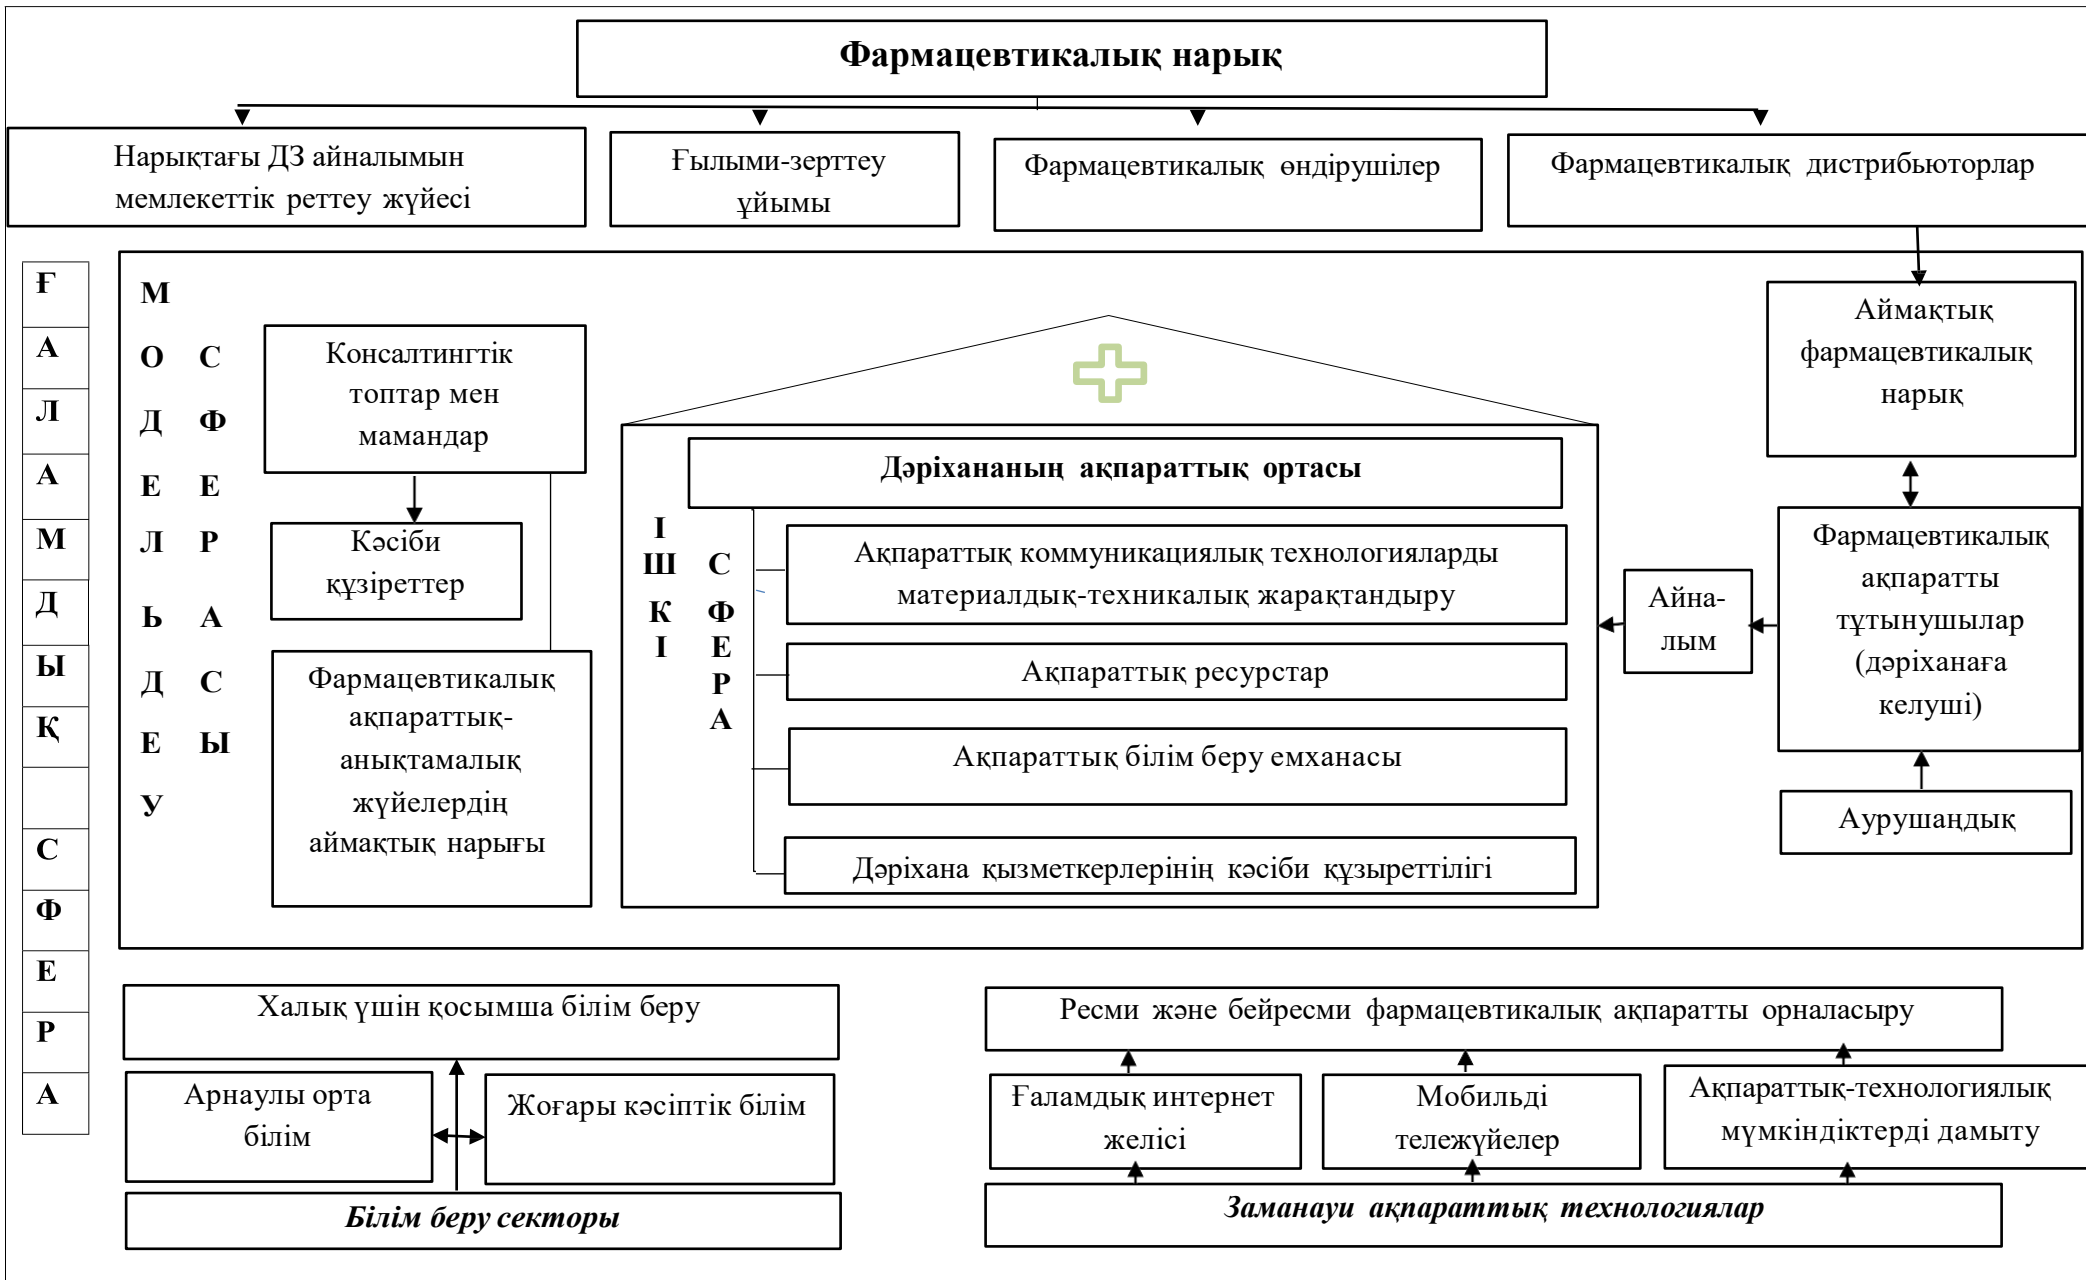 Фармацевтикалық нарық
Нарықтағы ДЗ айналымын
мемлекеттік реттеу жүйесі
Ғылыми-зерттеу
ұйымы
Фармацевтикалық өндірушілер
Фармацевтикалық дистрибьюторлар
Ғ
А
Л
А
М
Д
Ы
Қ
С
Ф
Е
Р
А
М
О
Д
Е
Л
Ь
Д
Е
У
С
Ф
Е
Р
А
С
Ы
Консалтингтік
топтар мен
мамандар
Кәсіби
құзіреттер
Фармацевтикалық
ақпараттық-
анықтамалық
жүйелердің
аймақтық нарығы
І
Ш
К
І
С
Ф
Е
Р
А
Дәріхананың ақпараттық ортасы
Ақпараттық коммуникациялық технологияларды
материалдық-техникалық жарақтандыру
Ақпараттық ресурстар
Ақпараттық білім беру емханасы
Дәріхана қызметкерлерінің кәсіби құзыреттілігі
Айна-
лым
Аймақтық
фармацевтикалық
нарық
Фармацевтикалық
ақпаратты
тұтынушылар
(дәріханаға
келуші)
Аурушаңдық
Халық үшін қосымша білім беру
Арнаулы орта
білім
Жоғары кәсіптік білім
Білім беру секторы
Ресми және бейресми фармацевтикалық ақпаратты орналасыру
Ғаламдық интернет
желісі
Мобильді
тележүйелер
Ақпараттық-технологиялық
мүмкіндіктерді дамыту
Заманауи ақпараттық технологиялар